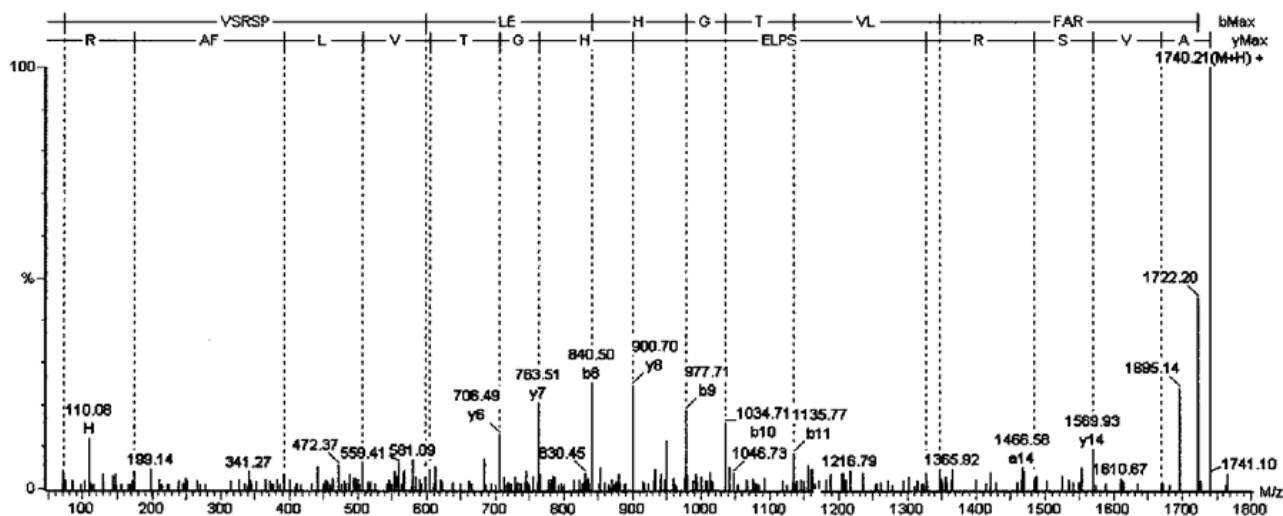 VSRSP LE H G T VL FAR bMax
R AF L V T G H ELPS R S V A yMax
100
1740.21(M+H) +
1722.20
%
840.50
b8
900.70
y8
763.51
y7
977.71
b9
1695.14
706.49
y6
1034.71
b10
1135.77
b11
1569.93
y14
110.08
H
472.37
559.41
581.09
830.45
1046.73
1466.58
a14
189.14
341.27
1216.79
1365.92
1610.67
1741.10
0
100 200 300 400 500 600 700 800 900 1000 1100 1200 1300 1400 1500 1600 1700 1800 M/z